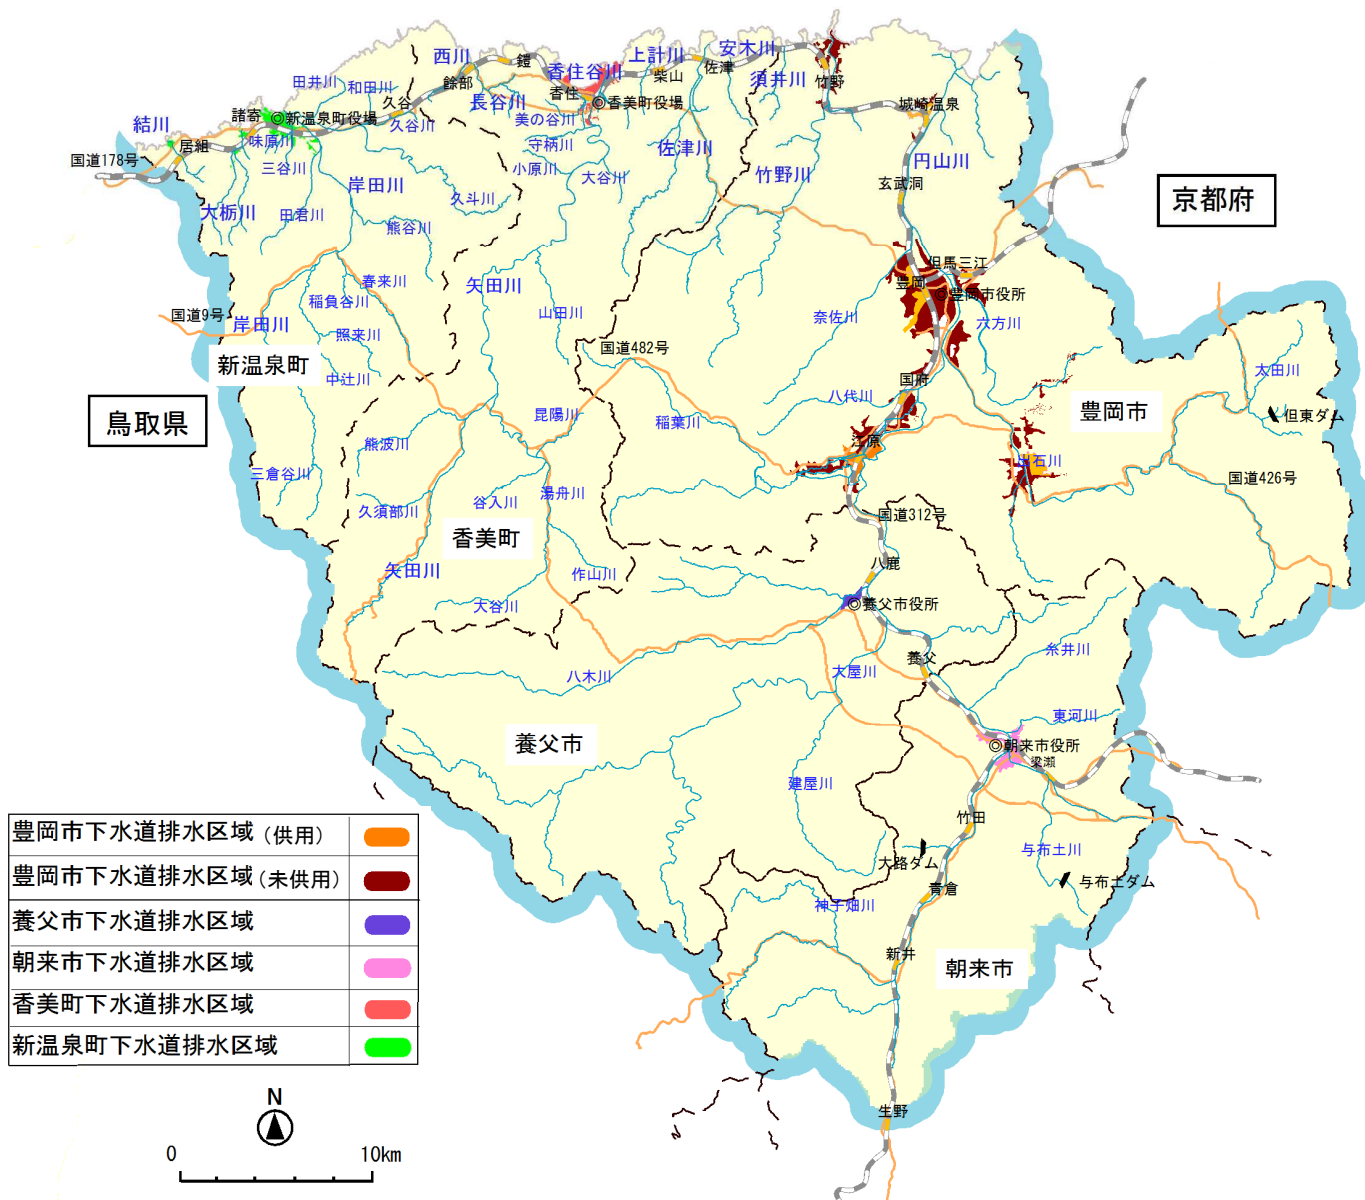 西川
鎧
上計川
安木川
餘部
香住谷川
柴山
佐津
須井川
竹野
田井川
和田川
久谷
長谷川
香住
◎香美町役場
城崎温泉
諸寄
◎新温泉町役場
久谷川
美の谷川
結川
居組
味原川
守柄川
佐津川
円山川
国道178号
三谷川
岸田川
小原川
大谷川
竹野川
玄武洞
京都府
大栃川
田君川
久斗川
熊谷川
但馬三江
春来川
矢田川
豊岡
◎豊岡市役所
稲負谷川
山田川
奈佐川
六方川
国道9号
岸田川
照来川
国道482号
新温泉町
中辻川
国府
太田川
鳥取県
昆陽川
稲葉川
八代川
豊岡市
但東ダム
熊波川
江原
出石川
三倉谷川
湯舟川
国道426号
久須部川
谷入川
国道312号
香美町
矢田川
作山川
八鹿
大谷川
◎養父市役所
八木川
大屋川
養父
糸井川
養父市
東河川
◎朝来市役所
梁瀬
建屋川
竹田
大路ダム
与布土川
青倉
与布土ダム
神子畑川
新井
朝来市
生野
豊岡市下水道排水区域(供用)
豊岡市下水道排水区域(未供用)
養父市下水道排水区域
朝来市下水道排水区域
香美町下水道排水区域
新温泉町下水道排水区域
N
0 10km